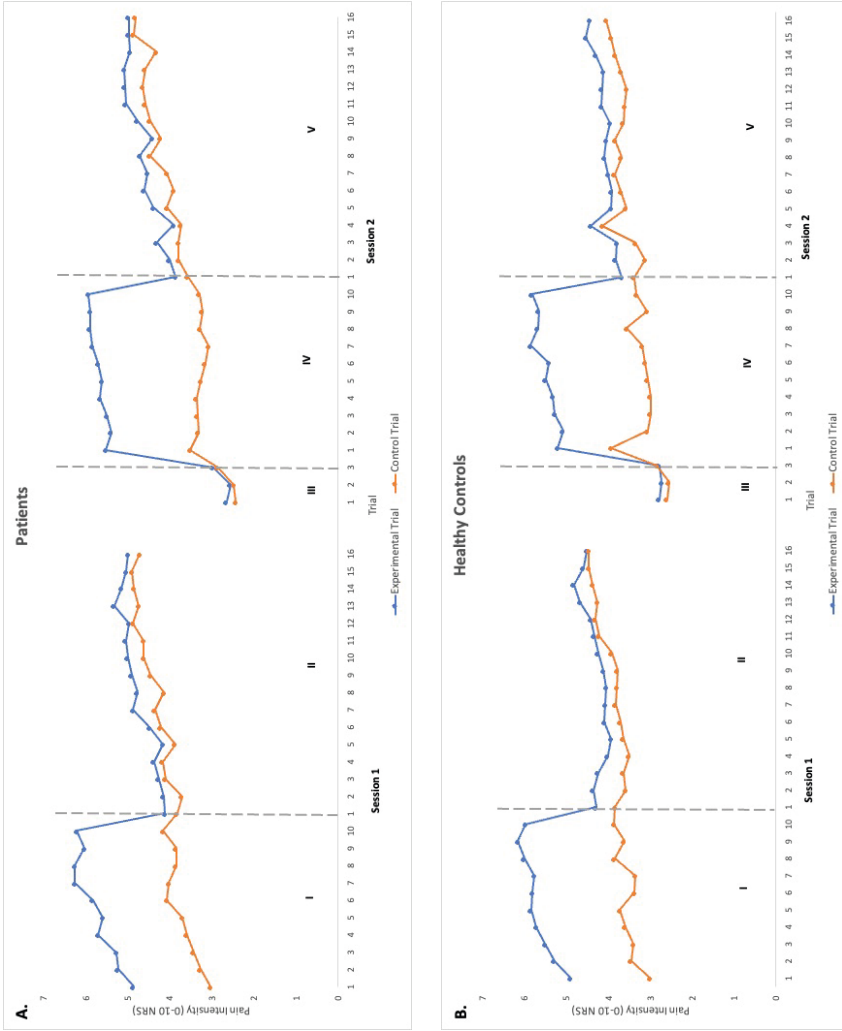 A.
Patients
7
6
5
4
3
2
1
0
Pain Intensity (0-10 NRS)
I
II
III
IV
V
1 2 3 4 5 6 7 8 9 10 1 2 3 4 5 6 7 8 9 10 11 12 13 14 15 16
1 2 3 1 2 3 4 5 6 7 8 9 10 1 2 3 4 5 6 7 8 9 10 11 12 13 14 15 16
Session 1
Trial
Session 2
Experimental Trial Control Trial
B.
Healthy Controls
7
6
5
4
3
2
1
0
Pain Intensity (0-10 NRS)
I
II
III
IV
V
1 2 3 4 5 6 7 8 9 10 1 2 3 4 5 6 7 8 9 10 11 12 13 14 15 16
1 2 3 1 2 3 4 5 6 7 8 9 10 1 2 3 4 5 6 7 8 9 10 11 12 13 14 15 16
Session 1
Trial
Session 2
Experimental Trial Control Trial